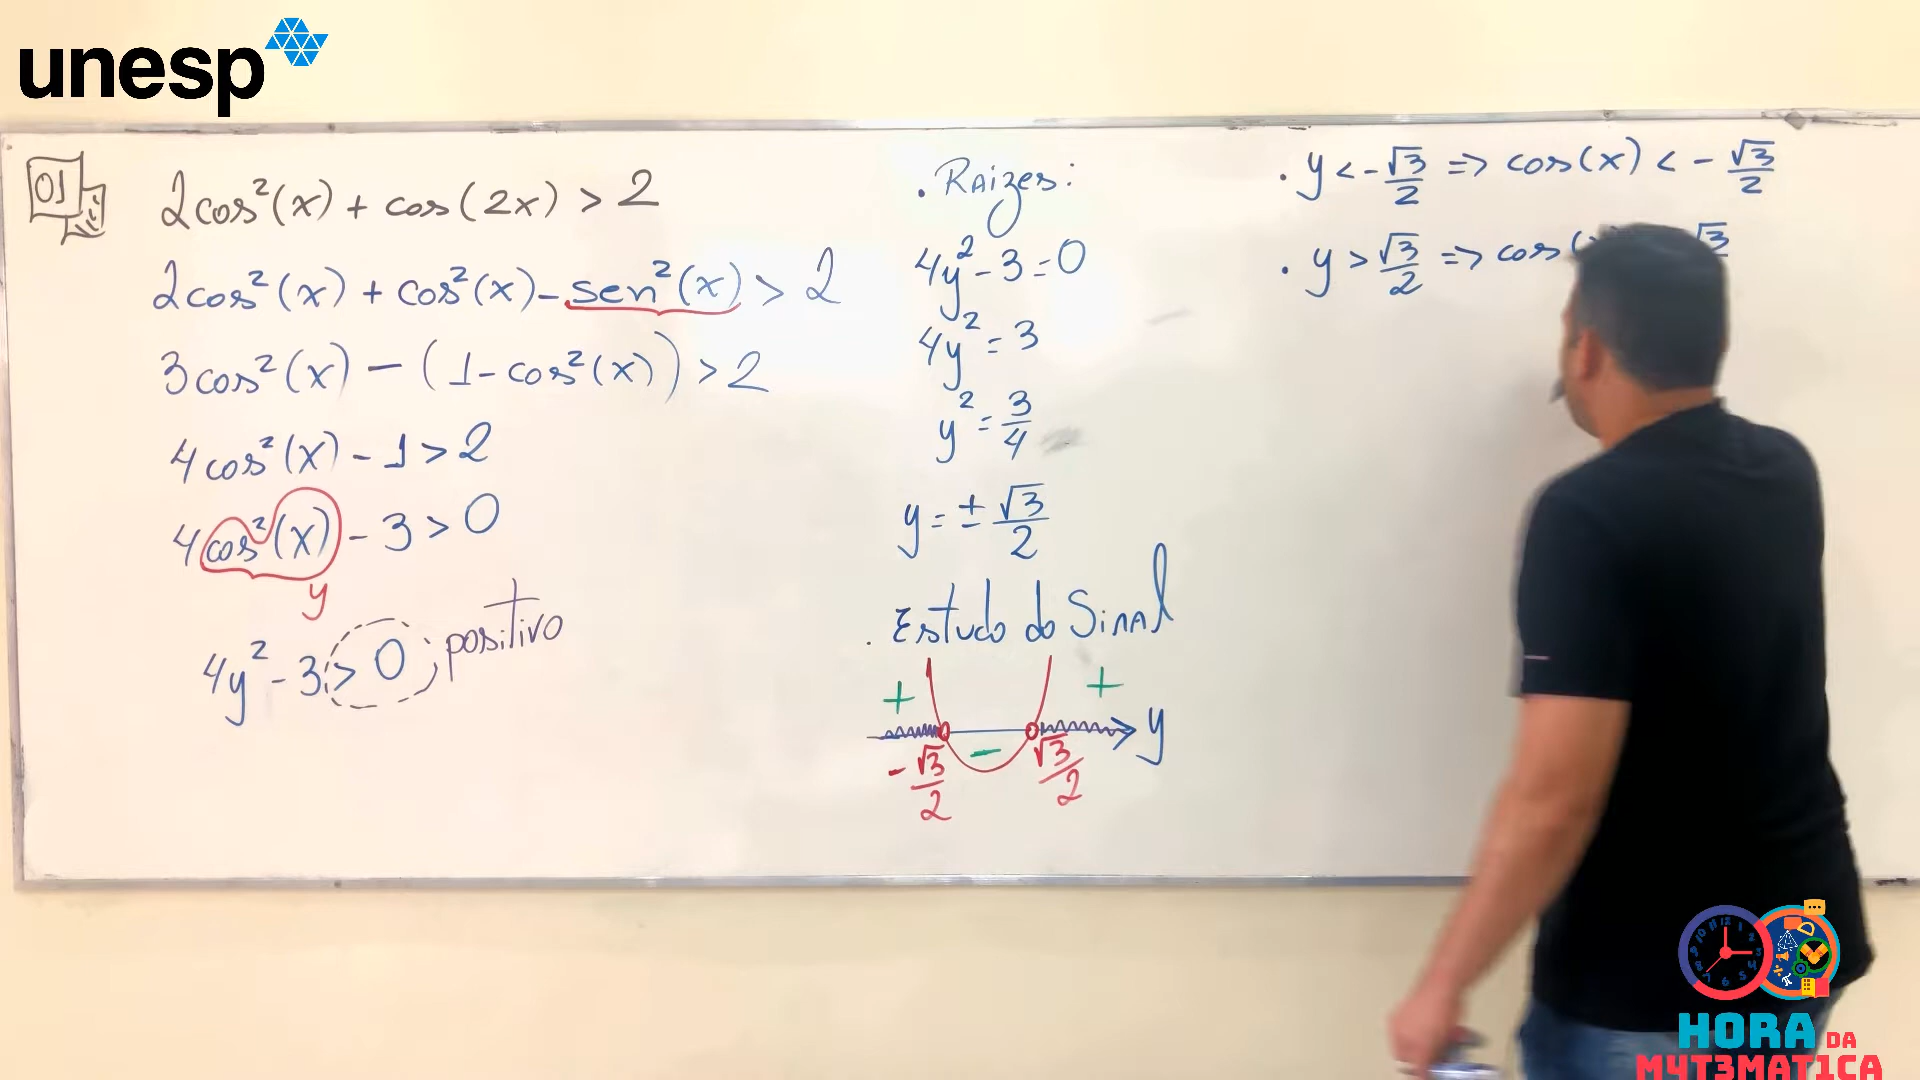 unesp
01
2cos²(x) + cos(2x) > 2
2cos²(x) + cos²(x) - sen²(x) > 2
3cos²(x) - (1 - cos²(x)) > 2
4cos²(x) - 1 > 2
4cos²(x) - 3 > 0
y
4y² - 3 > 0 positivo
. Raizes:
4y² - 3 = 0
4y² = 3
y² = 3/4
y = ± √3/2
. Estudo do Sinal
+ +
- y
-√3/2 √3/2
. y < -√3/2 => cos(x) < -√3/2
. y > √3/2 => cos( √3
HORA DA
M4T3MAT1CA